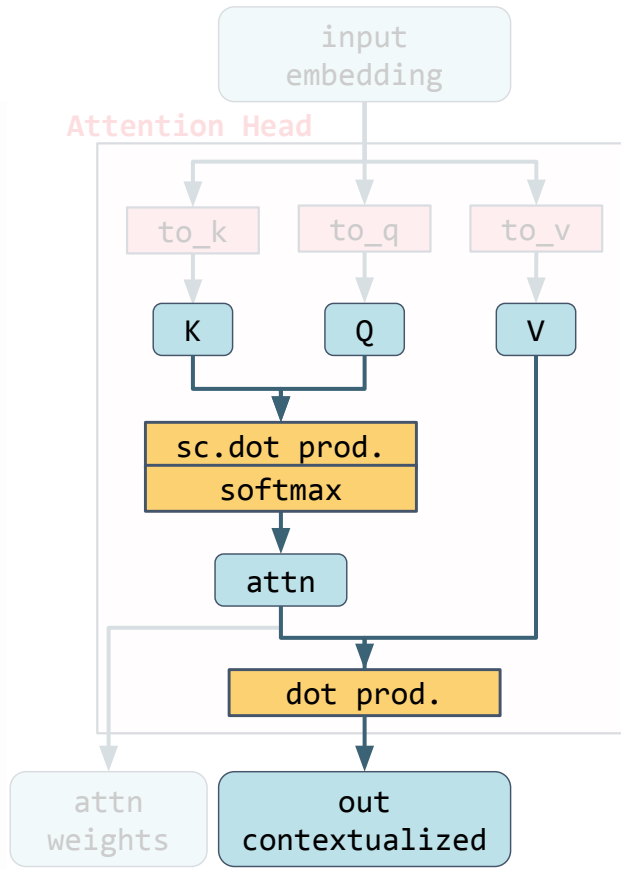 input
embedding
Attention Head
to_k
to_q
to_v
K
Q
V
sc.dot prod.
softmax
attn
dot prod.
attn
weights
out
contextualized